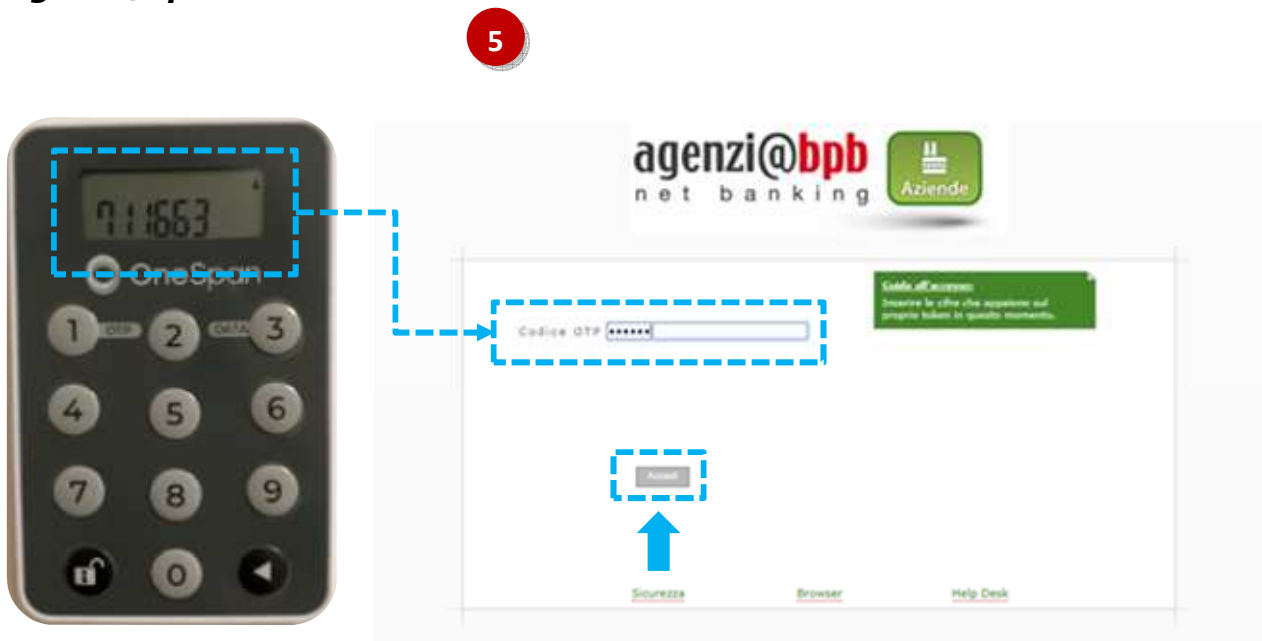 5
711663
OneSpan
1 OTP 2 DATA 3
4 5 6
7 8 9
0
agenzi@bpb
net banking
Aziende
Guida all'accesso:
Inserire le cifre che appaiono sul
proprio token in questo momento.
Codice OTP ••••••
Accedi
Sicurezza Browser Help Desk